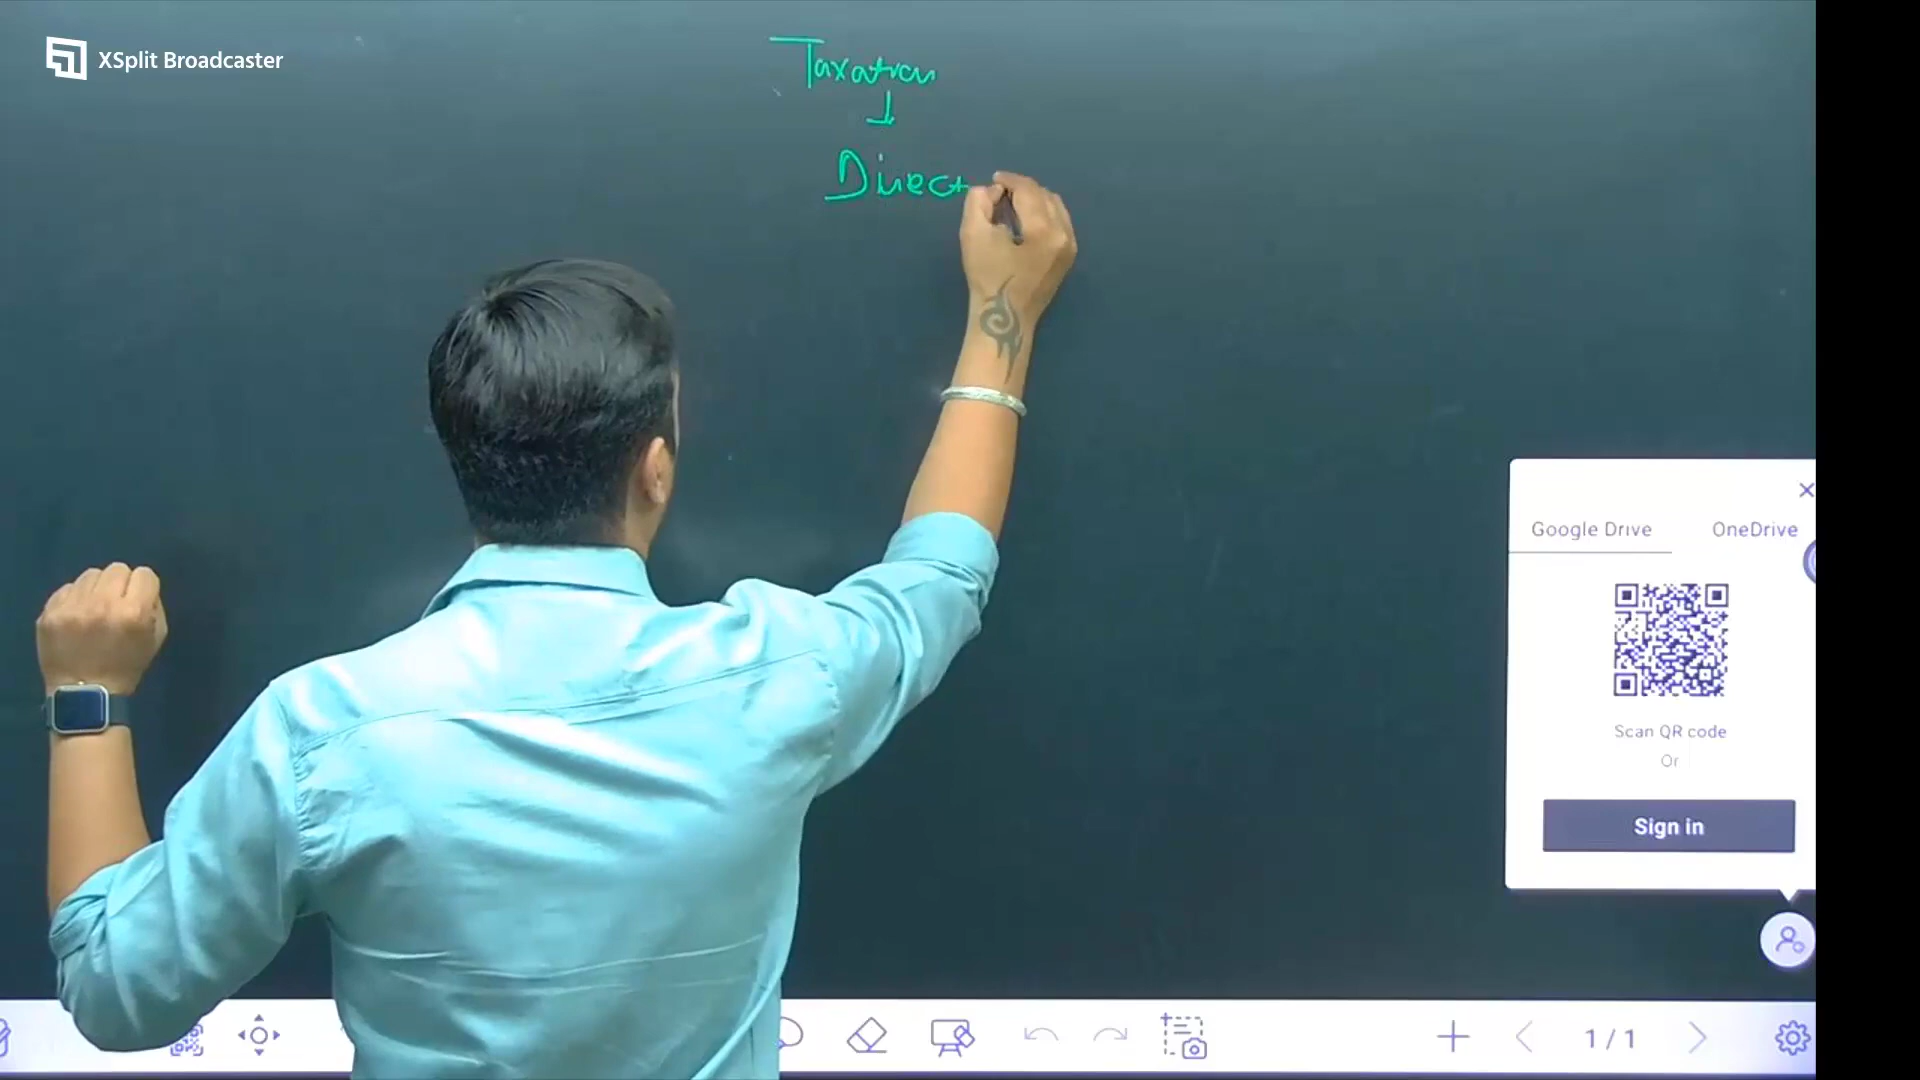 XSplit Broadcaster
Taxation
Direct
Google Drive OneDrive
Scan QR code
Or
Sign in
1 / 1